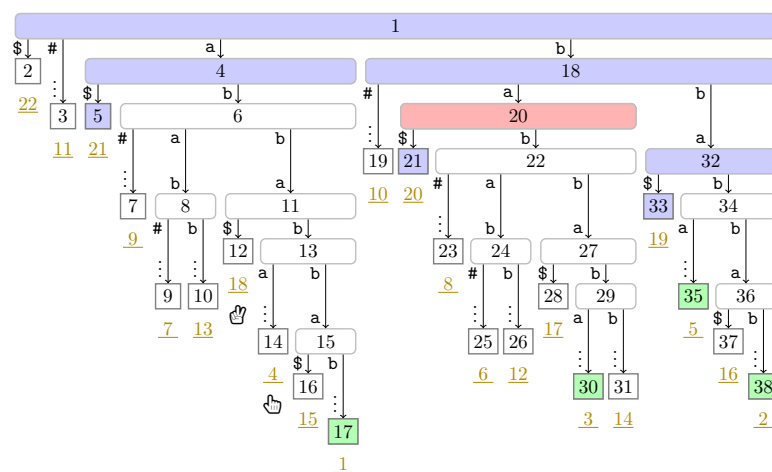 1
$ # a b
2 4 18
22 ⋮ $ b # a b
3 5 6 ⋮ 20
11 21 # a b $ b a
⋮ b a 19 21 22 32
10 20 # a b $ b
7 8 11 ⋮ b a 33 34
9 # b $ b 23 24 27 19 a b
⋮ ⋮ 12 13 8 # b $ b ⋮ a
9 10 18 a b ⋮ ⋮ 28 29 35 36
7 13 ⋮ a 25 26 17 a b 5 $ b
14 15 6 12 ⋮ ⋮ 37 ⋮
4 $ b 30 31 16 38
16 ⋮ 3 14 2
15 17
1